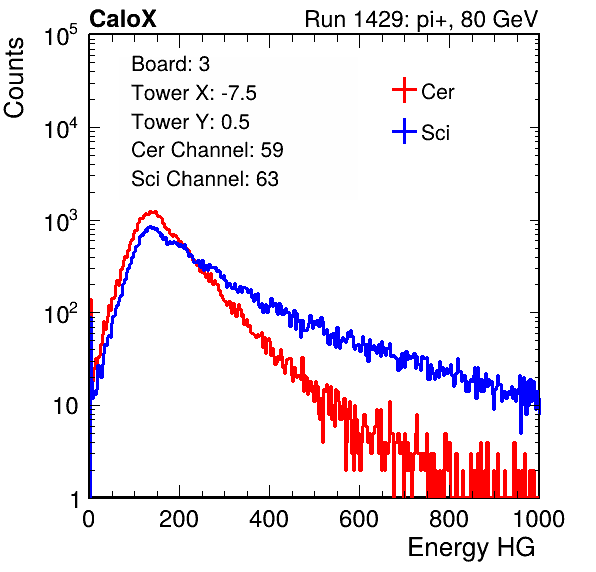 CaloX Run 1429: pi+, 80 GeV
Counts
10^5
10^4
10^3
10^2
10
1
Board: 3
Tower X: -7.5
Tower Y: 0.5
Cer Channel: 59
Sci Channel: 63
Cer
Sci
0 200 400 600 800 1000
Energy HG